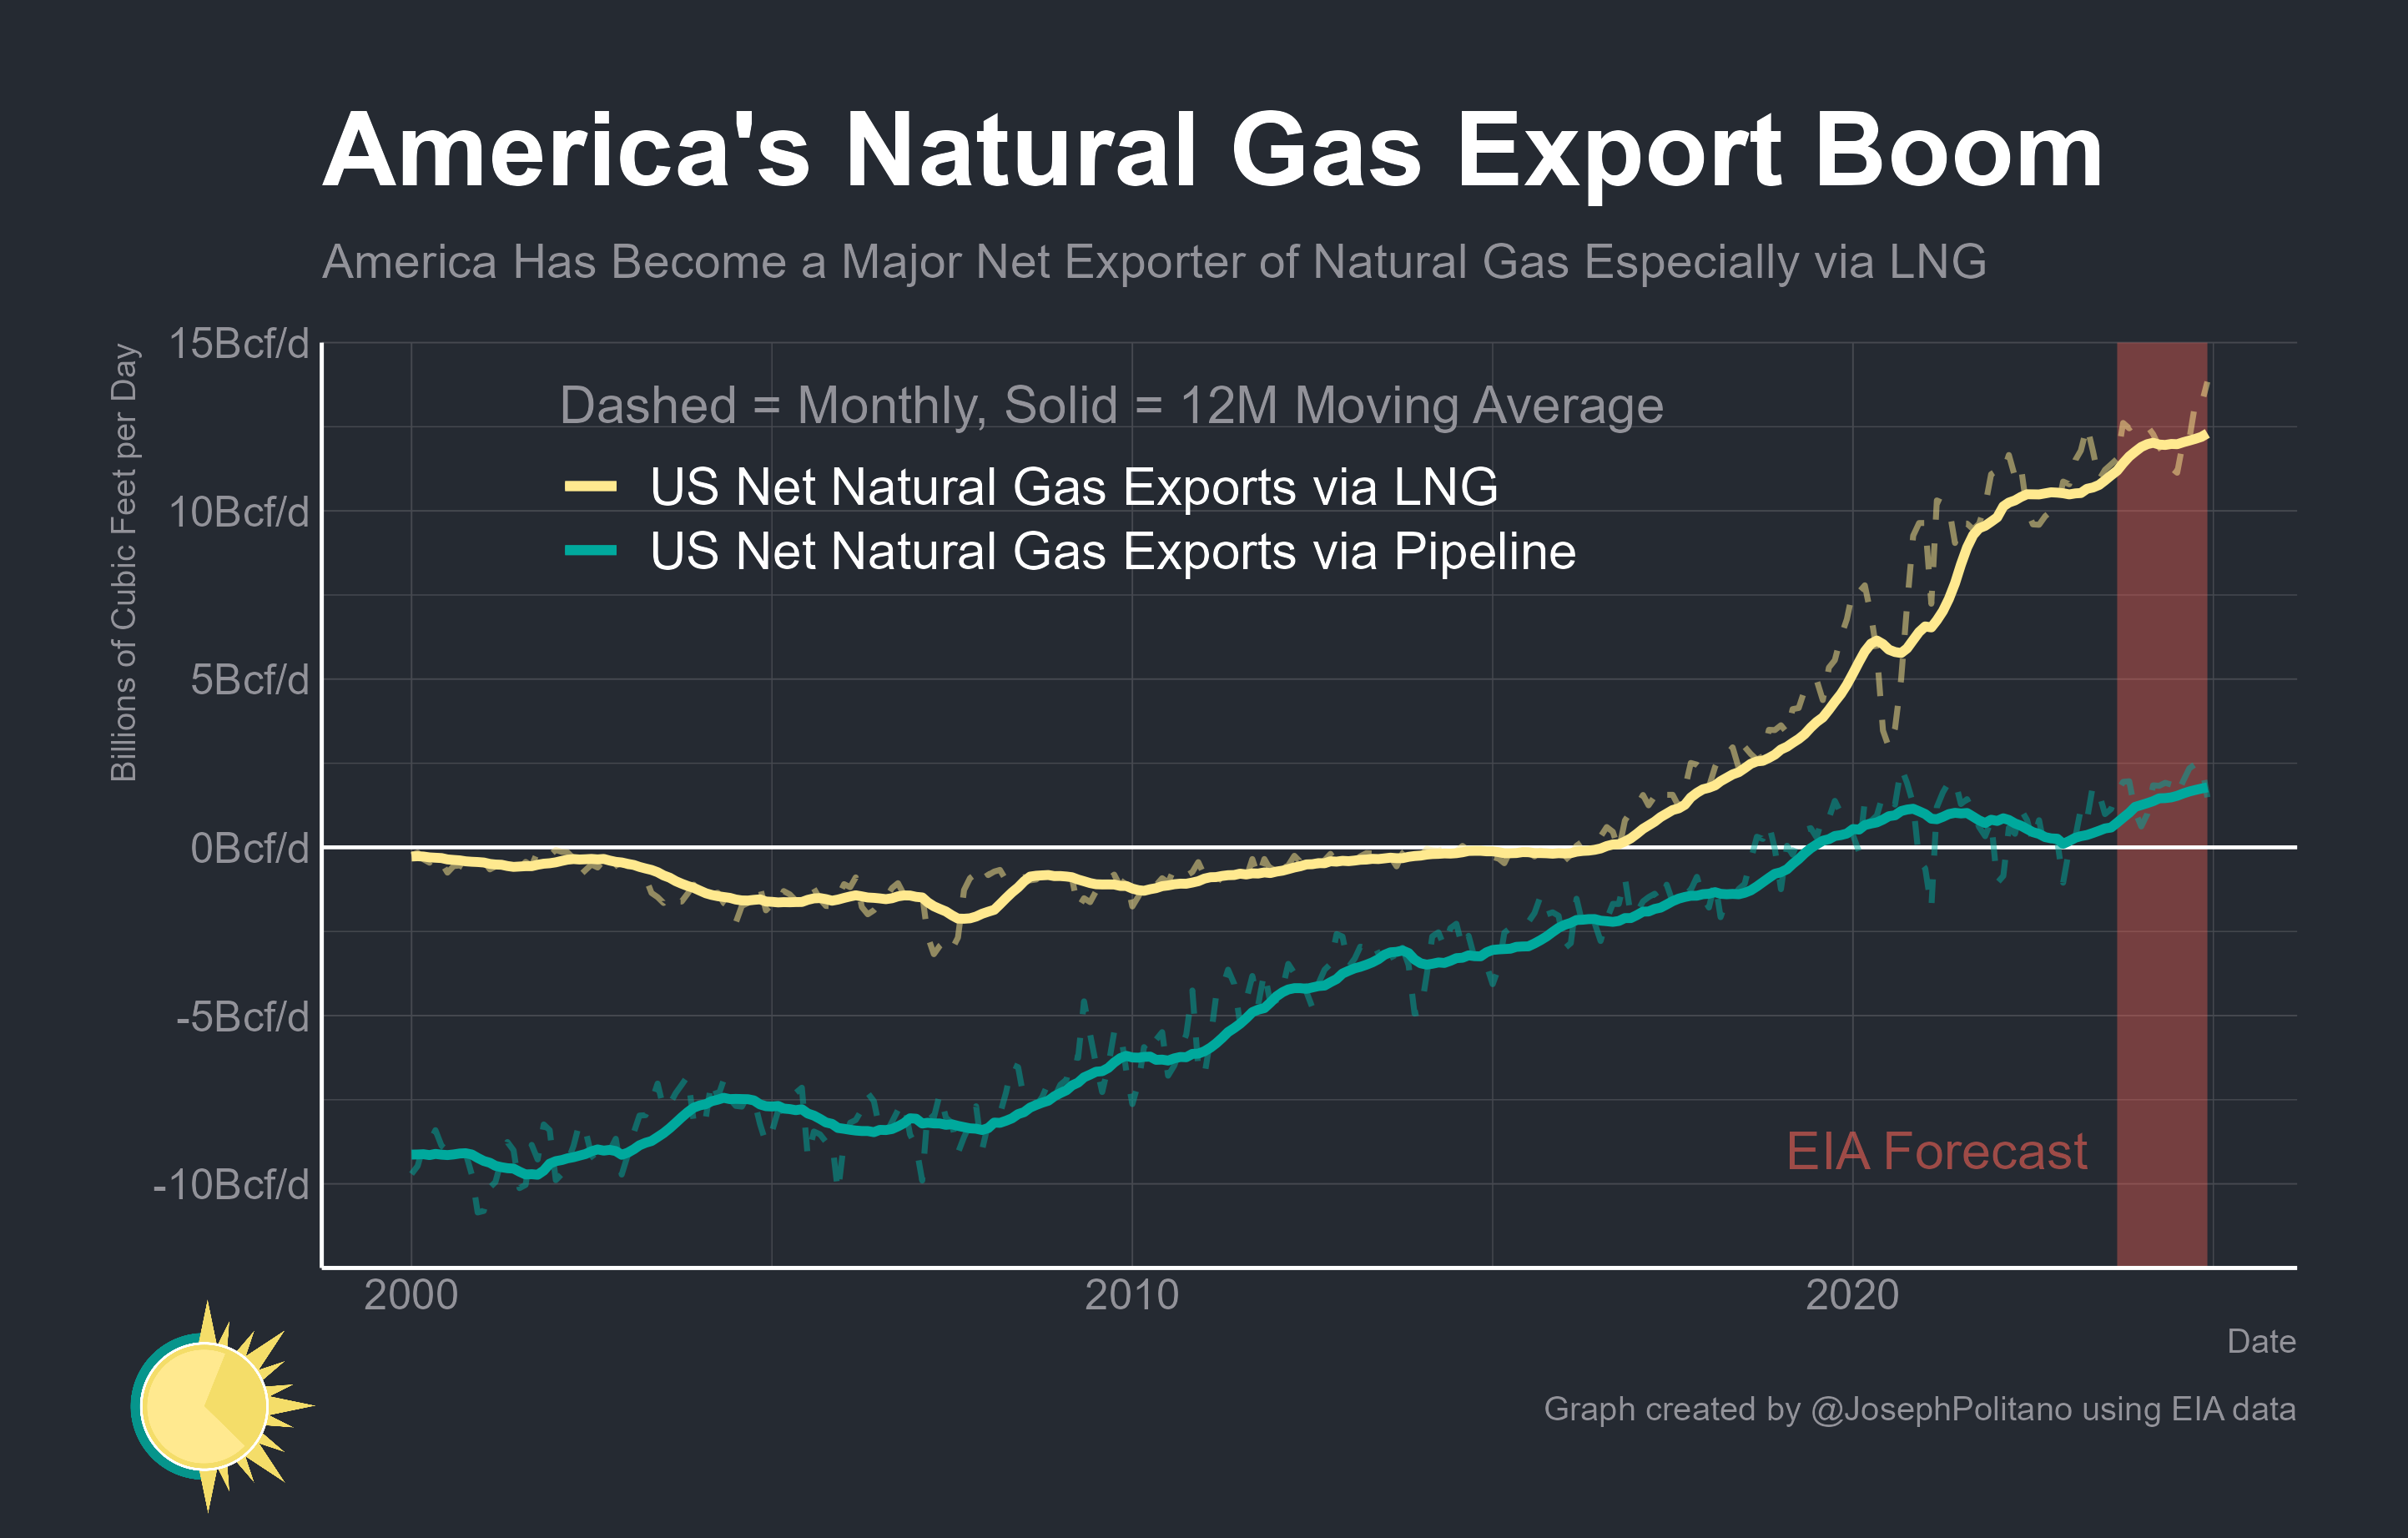 America's Natural Gas Export Boom
America Has Become a Major Net Exporter of Natural Gas Especially via LNG
Billions of Cubic Feet per Day
15Bcf/d
10Bcf/d
5Bcf/d
0Bcf/d
-5Bcf/d
-10Bcf/d
Dashed = Monthly, Solid = 12M Moving Average
US Net Natural Gas Exports via LNG
US Net Natural Gas Exports via Pipeline
EIA Forecast
2000
2010
2020
Date
Graph created by @JosephPolitano using EIA data